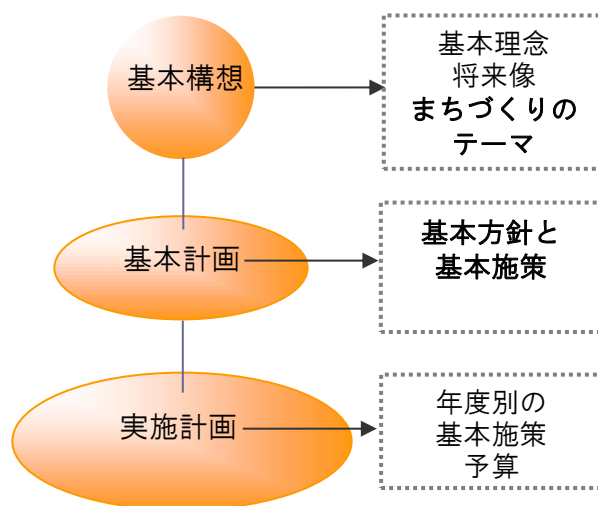 基本構想
基本理念
将来像
まちづくりの
テーマ
基本計画
基本方針と
基本施策
実施計画
年度別の
基本施策
予算